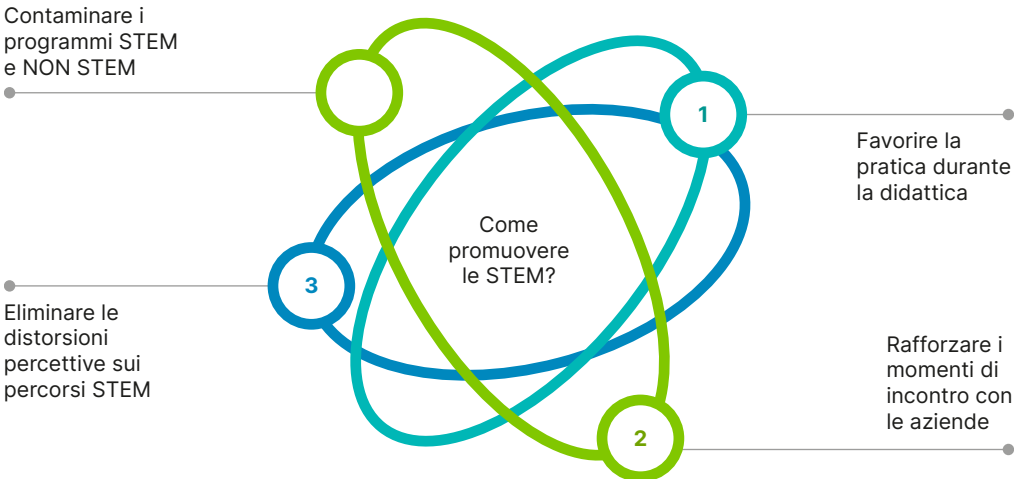 Contaminare i
programmi STEM
e NON STEM
1
Favorire la
pratica durante
la didattica
Come
promuovere
le STEM?
3
Eliminare le
distorsioni
percettive sui
percorsi STEM
Rafforzare i
momenti di
incontro con
le aziende
2